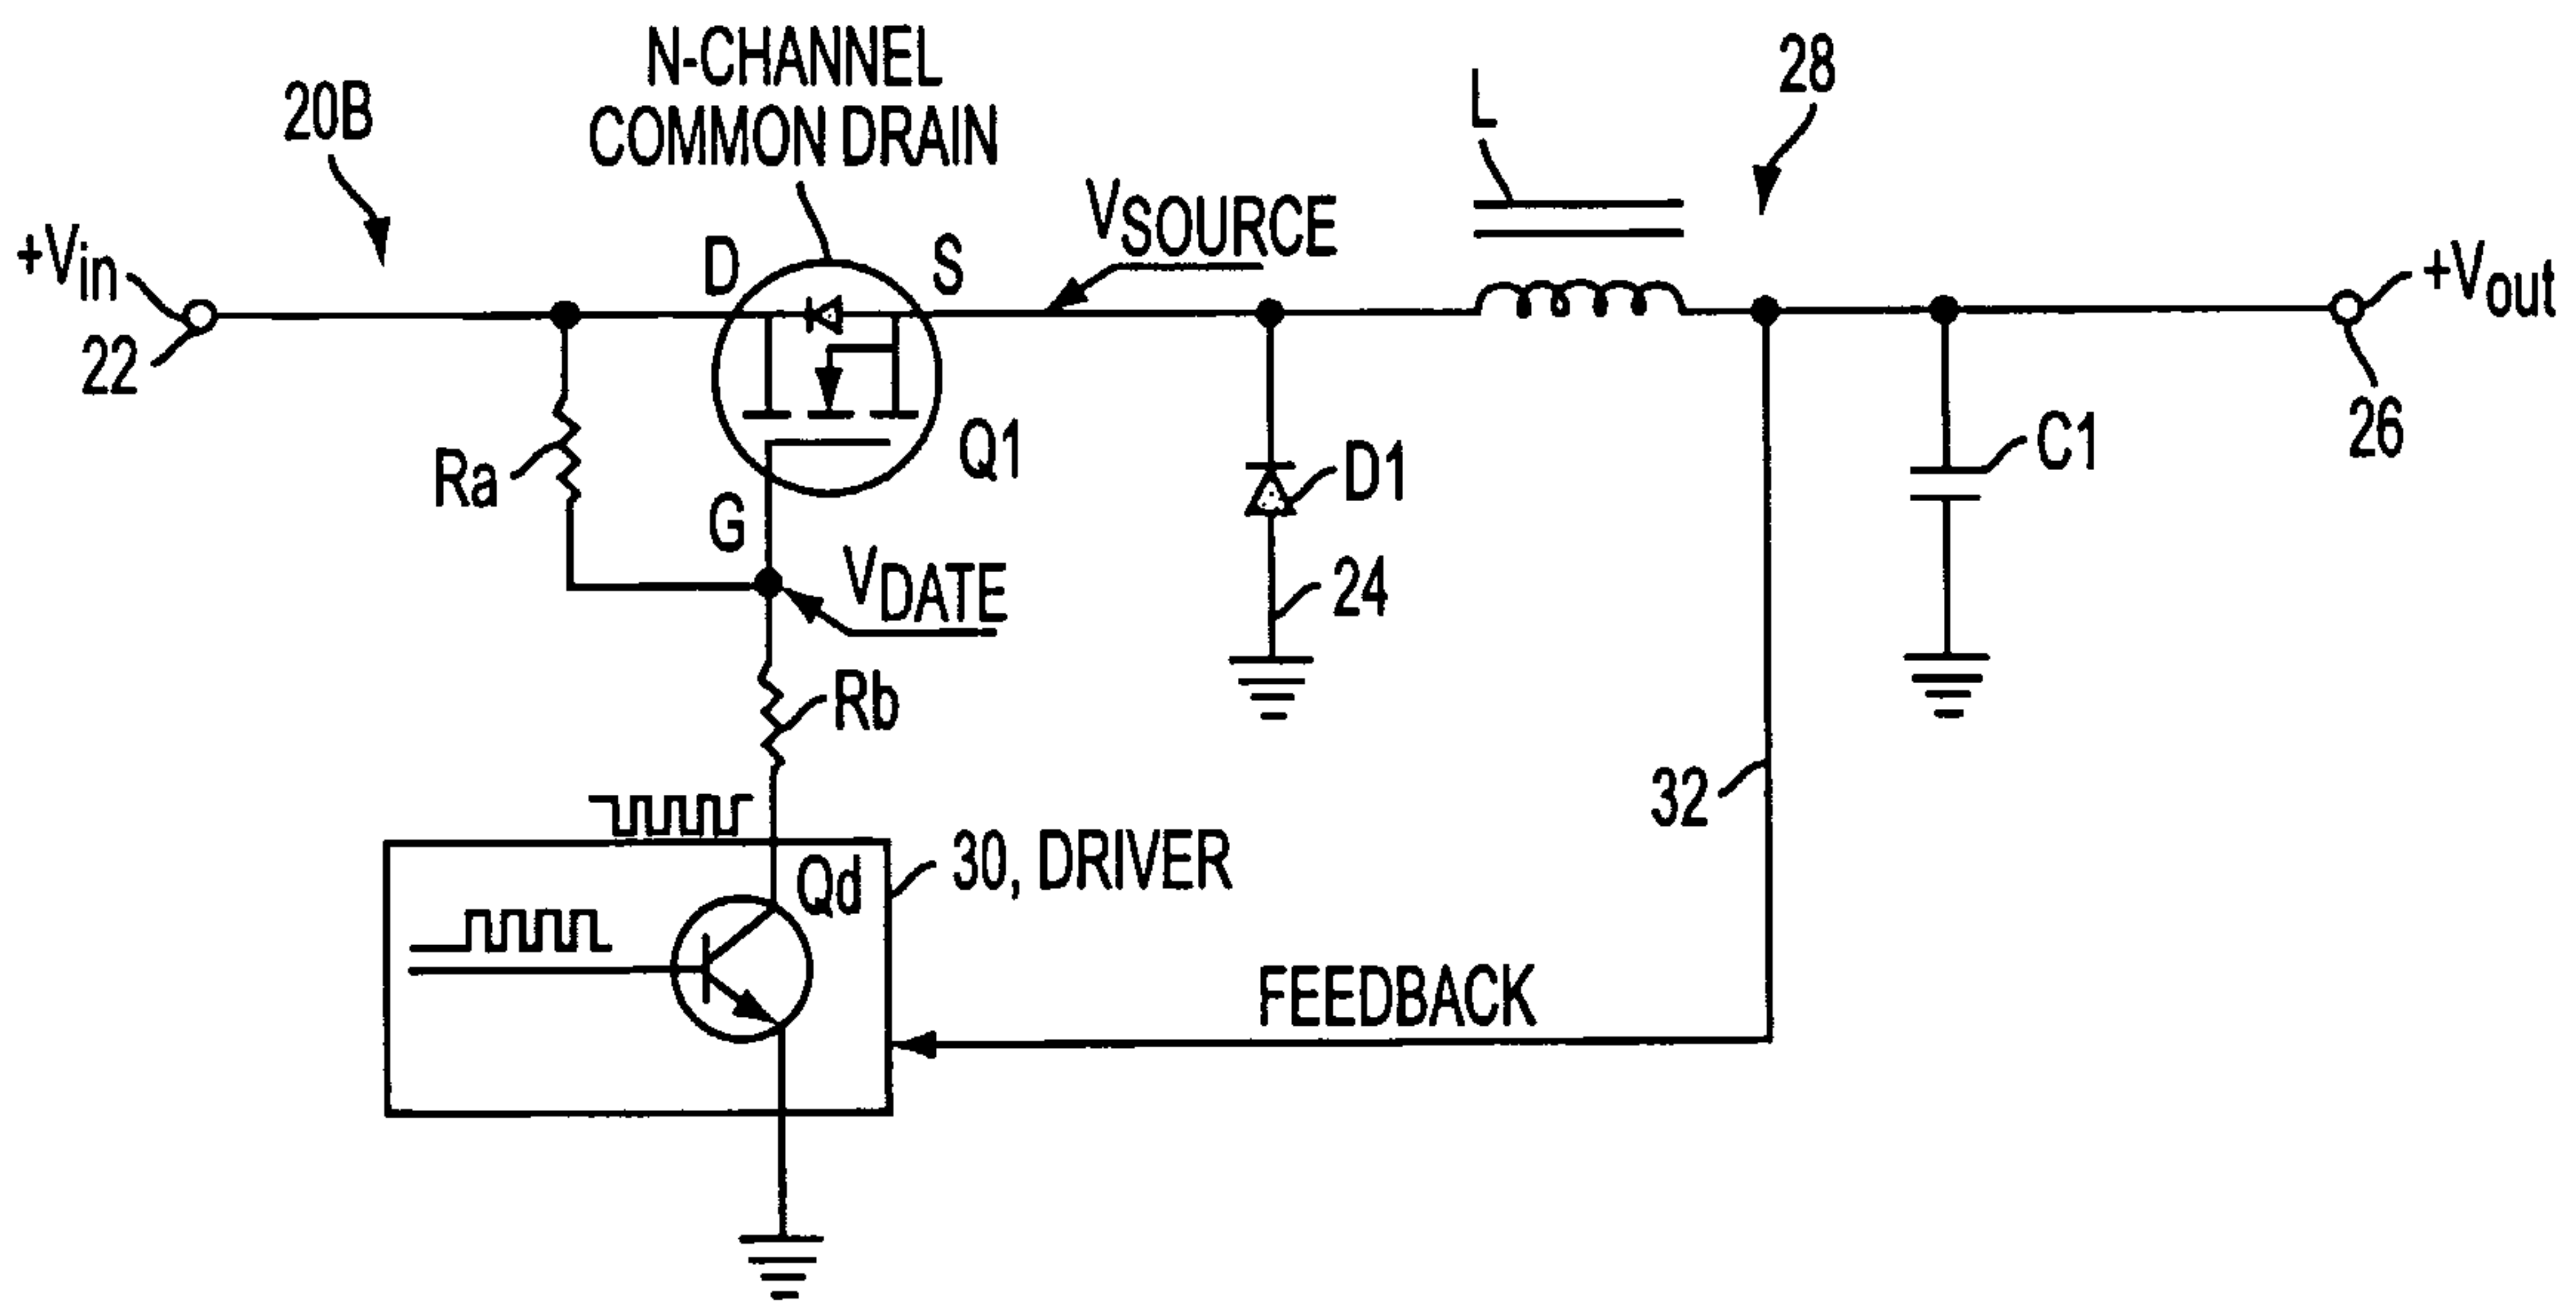 N-CHANNEL
COMMON DRAIN
20B
28
L
+Vin
22
D
S
VSOURCE
+Vout
26
Ra
Q1
D1
C1
G
VDATE
24
Rb
32
Qd
30, DRIVER
FEEDBACK